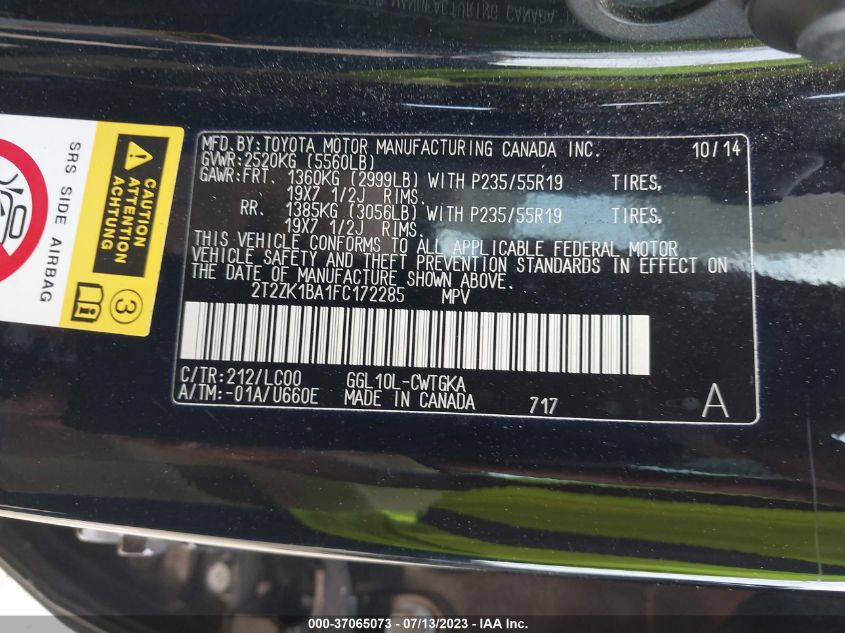 MFD.BY:TOYOTA MOTOR MANUFACTURING CANADA INC. 10/14
GVWR:2520KG (5560LB)
GAWR:FRT. 1360KG (2999LB) WITH P235/55R19 TIRES,
19X7 1/2J RIMS.
RR. 1385KG (3056LB) WITH P235/55R19 TIRES,
19X7 1/2J RIMS.
THIS VEHICLE CONFORMS TO ALL APPLICABLE FEDERAL MOTOR
VEHICLE SAFETY AND THEFT PREVENTION STANDARDS IN EFFECT ON
THE DATE OF MANUFACTURE SHOWN ABOVE.
2T2ZK1BA1FC172285 MPV
C/TR:212/LC00 GGL10L-CWTGKA
A/TM:-01A/U660E MADE IN CANADA 717 A
SRS SIDE AIRBAG
CAUTION
ACHTUNG
ATTENTION
3
000-37065073 / 07/13/2023 - IAAI.com